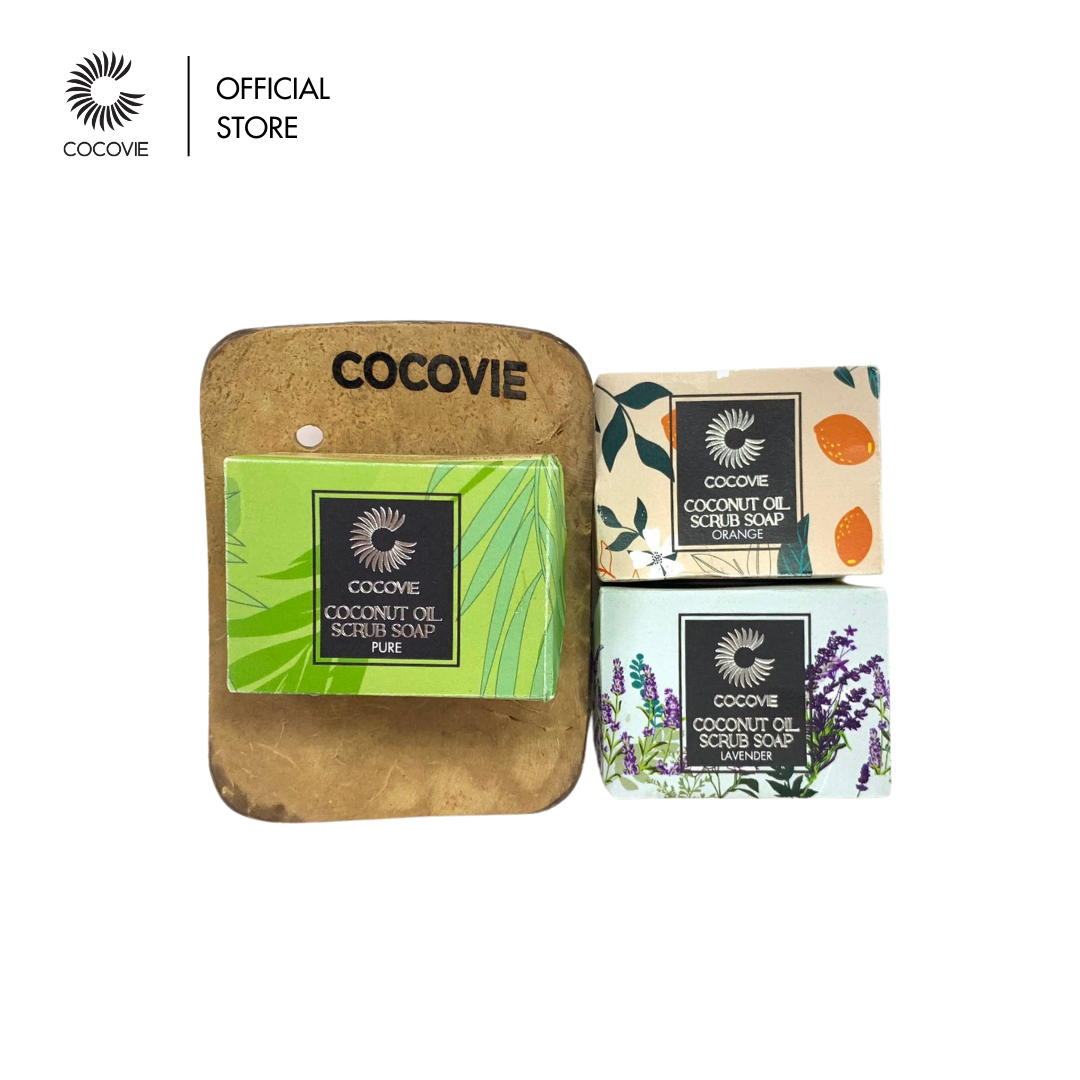 COCOVIE
OFFICIAL
STORE
COCOVIE
COCOVIE
COCONUT OIL
SCRUB SOAP
PURE
COCOVIE
COCONUT OIL
SCRUB SOAP
ORANGE
COCOVIE
COCONUT OIL
SCRUB SOAP
LAVENDER